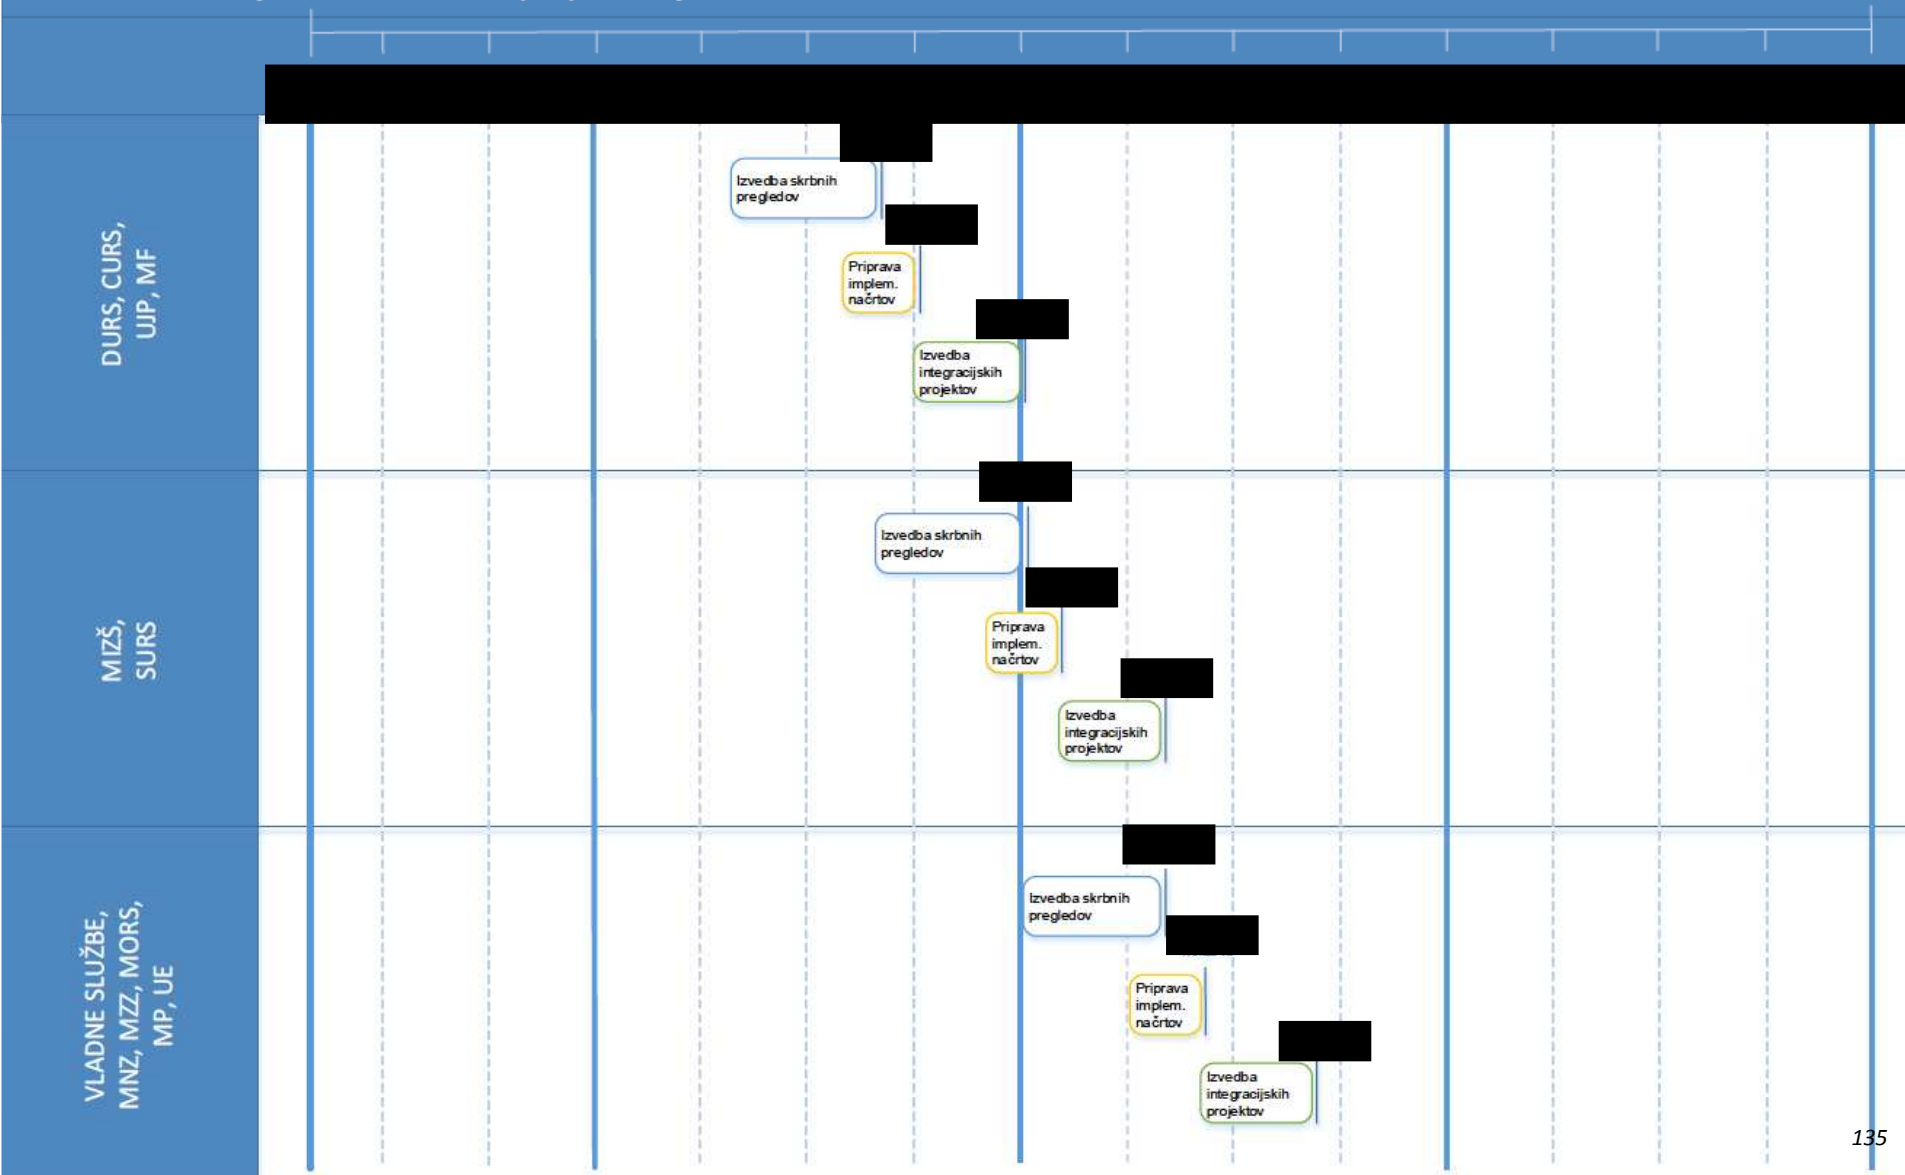 DURS, CURS,
UJP, MF
Izvedba skrbnih
pregledov
Priprava
implem.
načrtov
Izvedba
integracijskih
projektov
MIZŠ,
SURS
Izvedba skrbnih
pregledov
Priprava
implem.
načrtov
Izvedba
integracijskih
projektov
VLADNE SLUŽBE,
MNZ, MZZ, MORS,
MP, UE
Izvedba skrbnih
pregledov
Priprava
implem.
načrtov
Izvedba
integracijskih
projektov
135